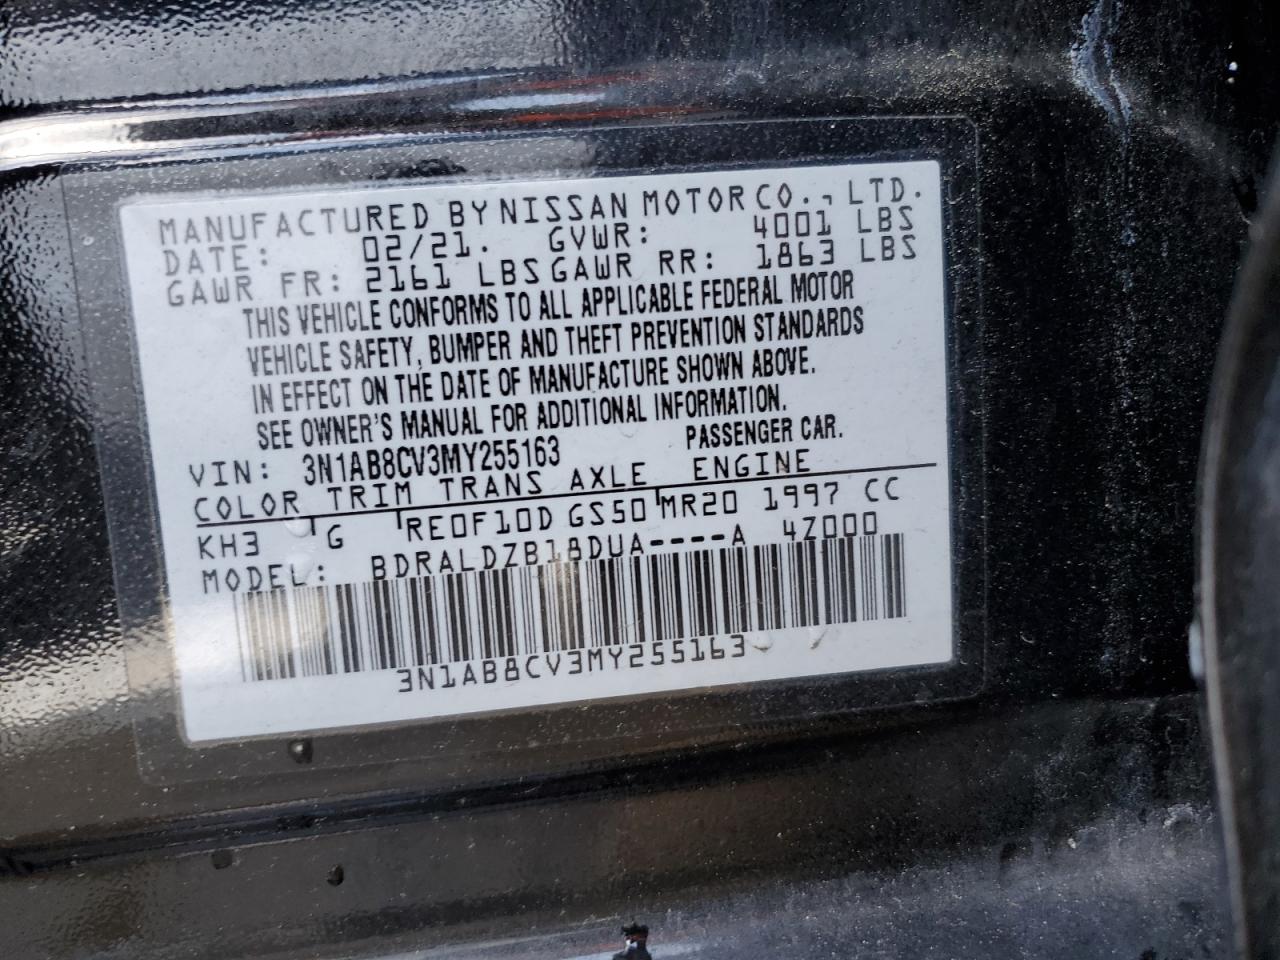 MANUFACTURED BY NISSAN MOTOR CO., LTD.
DATE: 02/21. GVWR: 4001 LBS
GAWR FR: 2161 LBS GAWR RR: 1863 LBS
THIS VEHICLE CONFORMS TO ALL APPLICABLE FEDERAL MOTOR
VEHICLE SAFETY, BUMPER AND THEFT PREVENTION STANDARDS
IN EFFECT ON THE DATE OF MANUFACTURE SHOWN ABOVE.
SEE OWNER'S MANUAL FOR ADDITIONAL INFORMATION.
VIN: 3N1AB8CV3MY255163 PASSENGER CAR.
COLOR TRIM TRANS AXLE ENGINE
KH3 G RE0F10D GS50 MR20 1997 CC
MODEL: BDRALDZB18DUA----A 4Z000
3N1AB8CV3MY255163